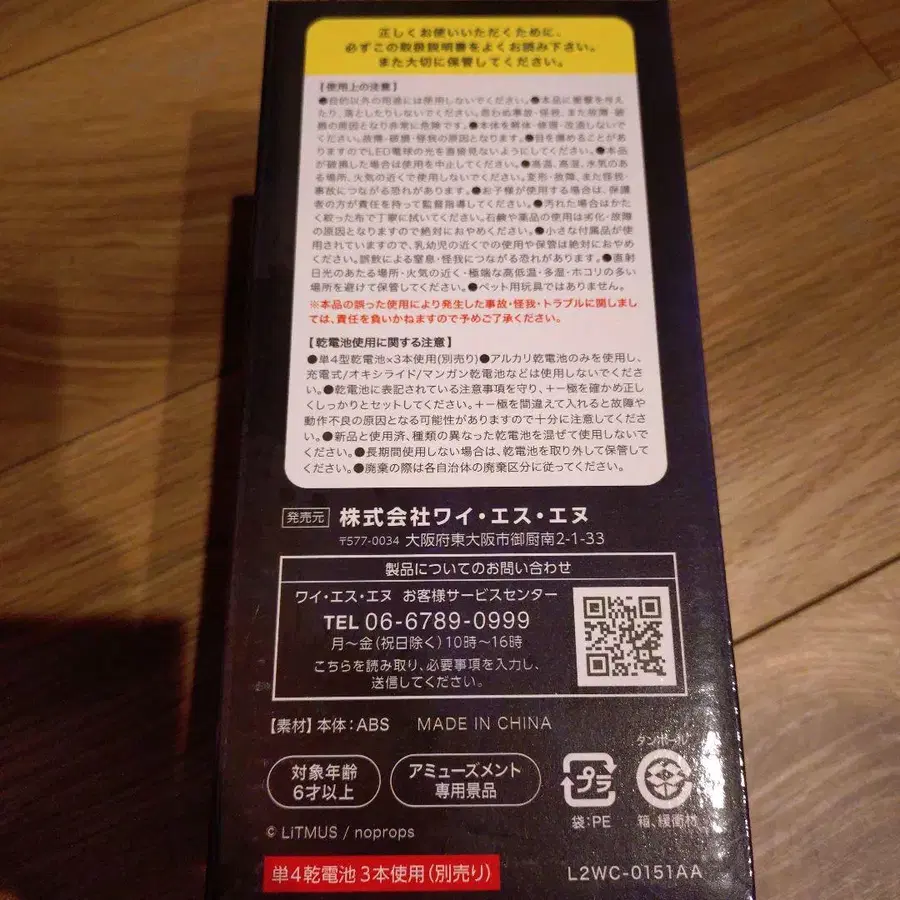 正しくお使いいただくために、
必ずこの取扱説明書をよくお読み下さい。
また大切に保管してください。
【使用上の注意】
●目的以外の用途には使用しないでください。●本品に衝撃を与え
たり、落としたりしないでください。思わぬ事故・怪我、また故障・破
損の原因となり非常に危険です。●本体を解体・修理・改造しないで
ください。故障・破損・怪我の原因となります。●目を痛めることがあ
りますのでLED電球の光を直接見ないようにしてください。●本品
が破損した場合は使用を中止してください。●高温、高湿、水気のあ
る場所、火気の近くで使用しないでください。変形・故障、また怪我・
事故につながる恐れがあります。●お子様が使用する場合は、保護
者の方が責任を持って監督指導してください。●汚れた場合はかた
く絞った布で丁寧に拭いてください。石鹸や薬品の使用は劣化・故障
の原因となりますので絶対におやめください。●小さな付属品が使
用されていますので、乳幼児の近くでの使用や保管は絶対におやめ
ください。誤飲による窒息・怪我につながる恐れがあります。●直射
日光のあたる場所・火気の近く・極端な高低温・多湿・ホコリの多い
場所を避けて保管してください。●ペット用玩具ではありません。
※本品の誤った使用により発生した事故・怪我・トラブルに関しまし
ては、責任を負いかねますので予めご了承ください。
【乾電池使用に関する注意】
●単4型乾電池×3本使用(別売り)●アルカリ乾電池のみを使用し、
充電式/オキシライド/マンガン乾電池などは使用しないでくださ
い。●乾電池に表記されている注意事項を守り、+−極を確かめ正し
くしっかりとセットしてください。+−極を間違えて入れると故障や
動作不良の原因となる可能性がありますので十分に注意してくださ
い。●新品と使用済、種類の異なった乾電池を混ぜて使用しないで
ください。●長期間使用しない場合は、乾電池を取り外して保管して
ください。●廃棄の際は各自治体の廃棄区分に従ってください。
発売元 株式会社ワイ・エス・エヌ
〒577-0034 大阪府東大阪市御厨南2-1-33
製品についてのお問い合わせ
ワイ・エス・エヌ お客様サービスセンター
TEL 06-6789-0999
月〜金(祝日除く)10時〜16時
こちらを読み取り、必要事項を入力し、
送信してください。
【素材】本体:ABS MADE IN CHINA
対象年齢
6才以上
アミューズメント
専用景品
プラ
袋:PE
ダンボール
箱、緩衝材
© LiTMUS / noprops
単4乾電池3本使用(別売り)
L2WC-0151AA